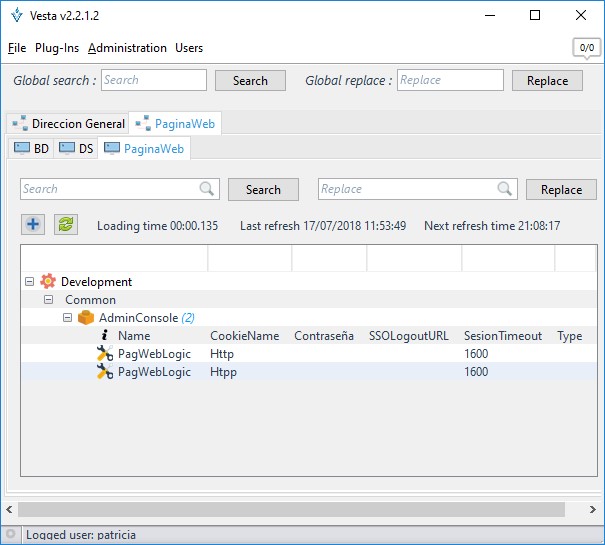 Vesta v2.2.1.2
File Plug-Ins Administration Users
0/0
Global search : Search Search Global replace : Replace Replace
Direccion General PaginaWeb
BD DS PaginaWeb
Search Search Replace Replace
Loading time 00:00.135 Last refresh 17/07/2018 11:53:49 Next refresh time 21:08:17
Development
Common
AdminConsole (2)
i Name CookieName Contraseña SSOLogoutURL SesionTimeout Type
PagWebLogic Http 1600
PagWebLogic Htpp 1600
Logged user: patricia